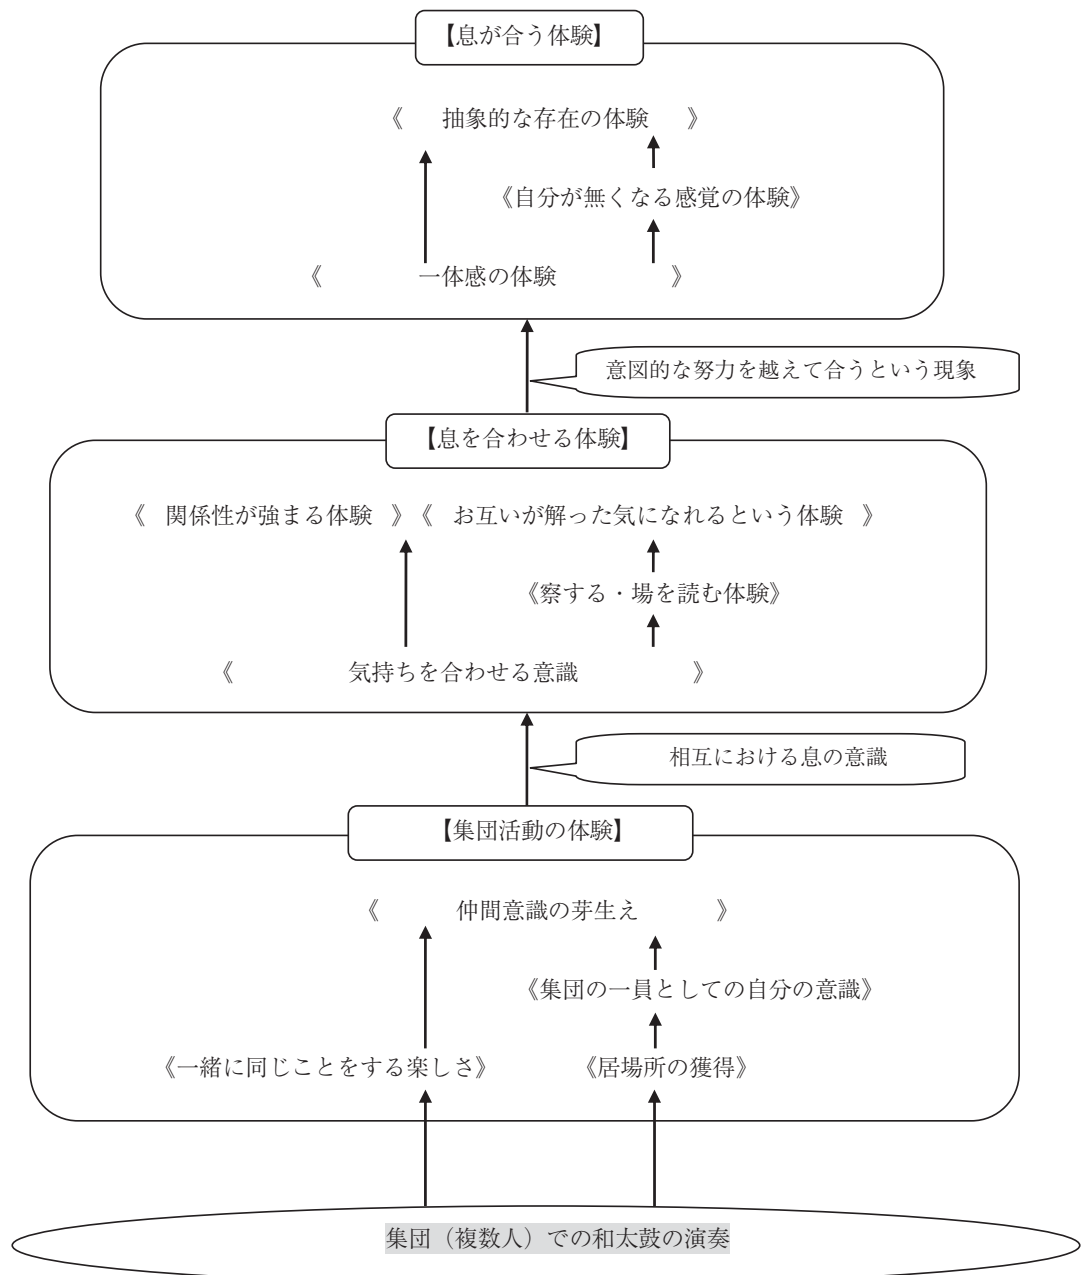 【息が合う体験】
《 抽象的な存在の体験 》
《自分が無くなる感覚の体験》
《 一体感の体験 》
意図的な努力を越えて合うという現象
【息を合わせる体験】
《 関係性が強まる体験 》《 お互いが解った気になれるという体験 》
《察する・場を読む体験》
《 気持ちを合わせる意識 》
相互における息の意識
【集団活動の体験】
《 仲間意識の芽生え 》
《集団の一員としての自分の意識》
《一緒に同じことをする楽しさ》 《居場所の獲得》
集団（複数人）での和太鼓の演奏